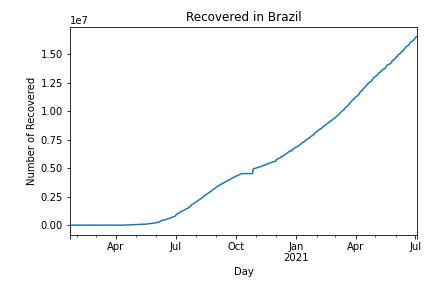 Recovered in Brazil
1e7
1.50
1.25
1.00
0.75
0.50
0.25
0.00
Number of Recovered
Apr
Jul
Oct
Jan
2021
Apr
Jul
Day